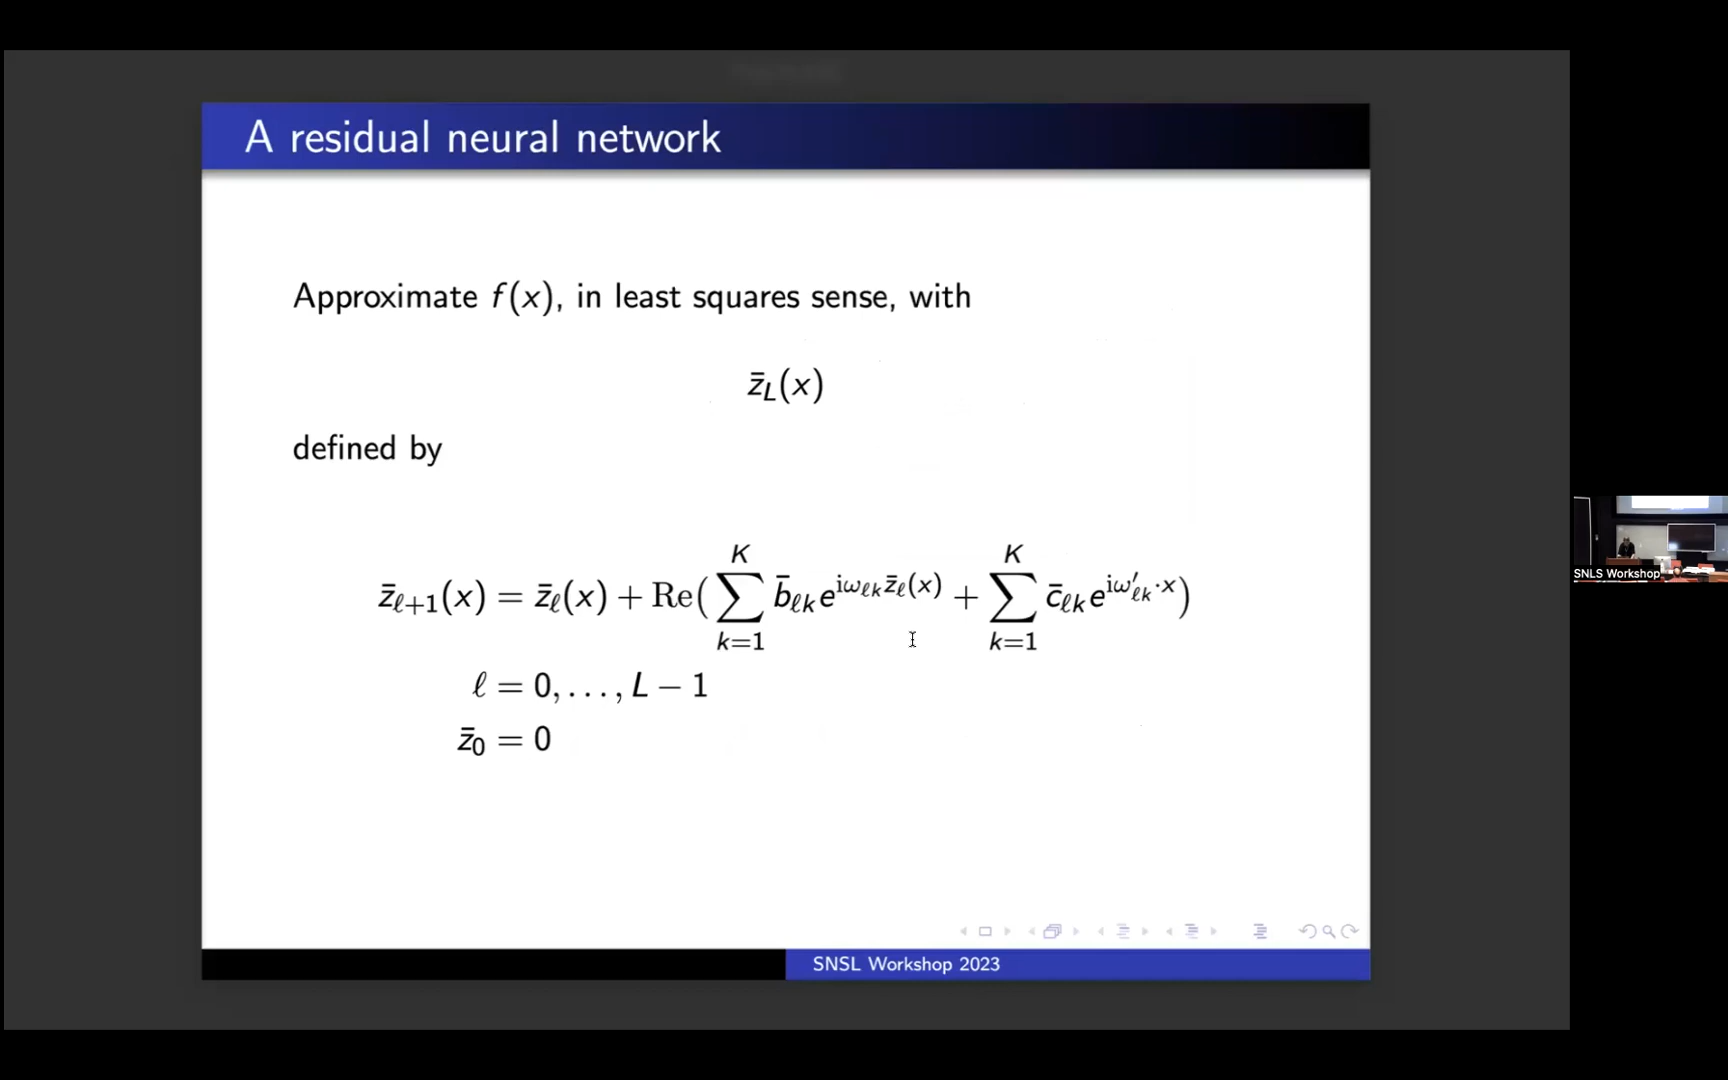 A residual neural network
Approximate f(x), in least squares sense, with
z̄_L(x)
defined by
z̄_{ℓ+1}(x) = z̄_ℓ(x) + Re(∑_{k=1}^{K} b̄_{ℓk}e^{iω_{ℓk}z̄_ℓ(x)} + ∑_{k=1}^{K} c̄_{ℓk}e^{iω′_{ℓk}·x})
ℓ = 0, . . . , L − 1
z̄_0 = 0
SNSL Workshop 2023
SNLS Workshop